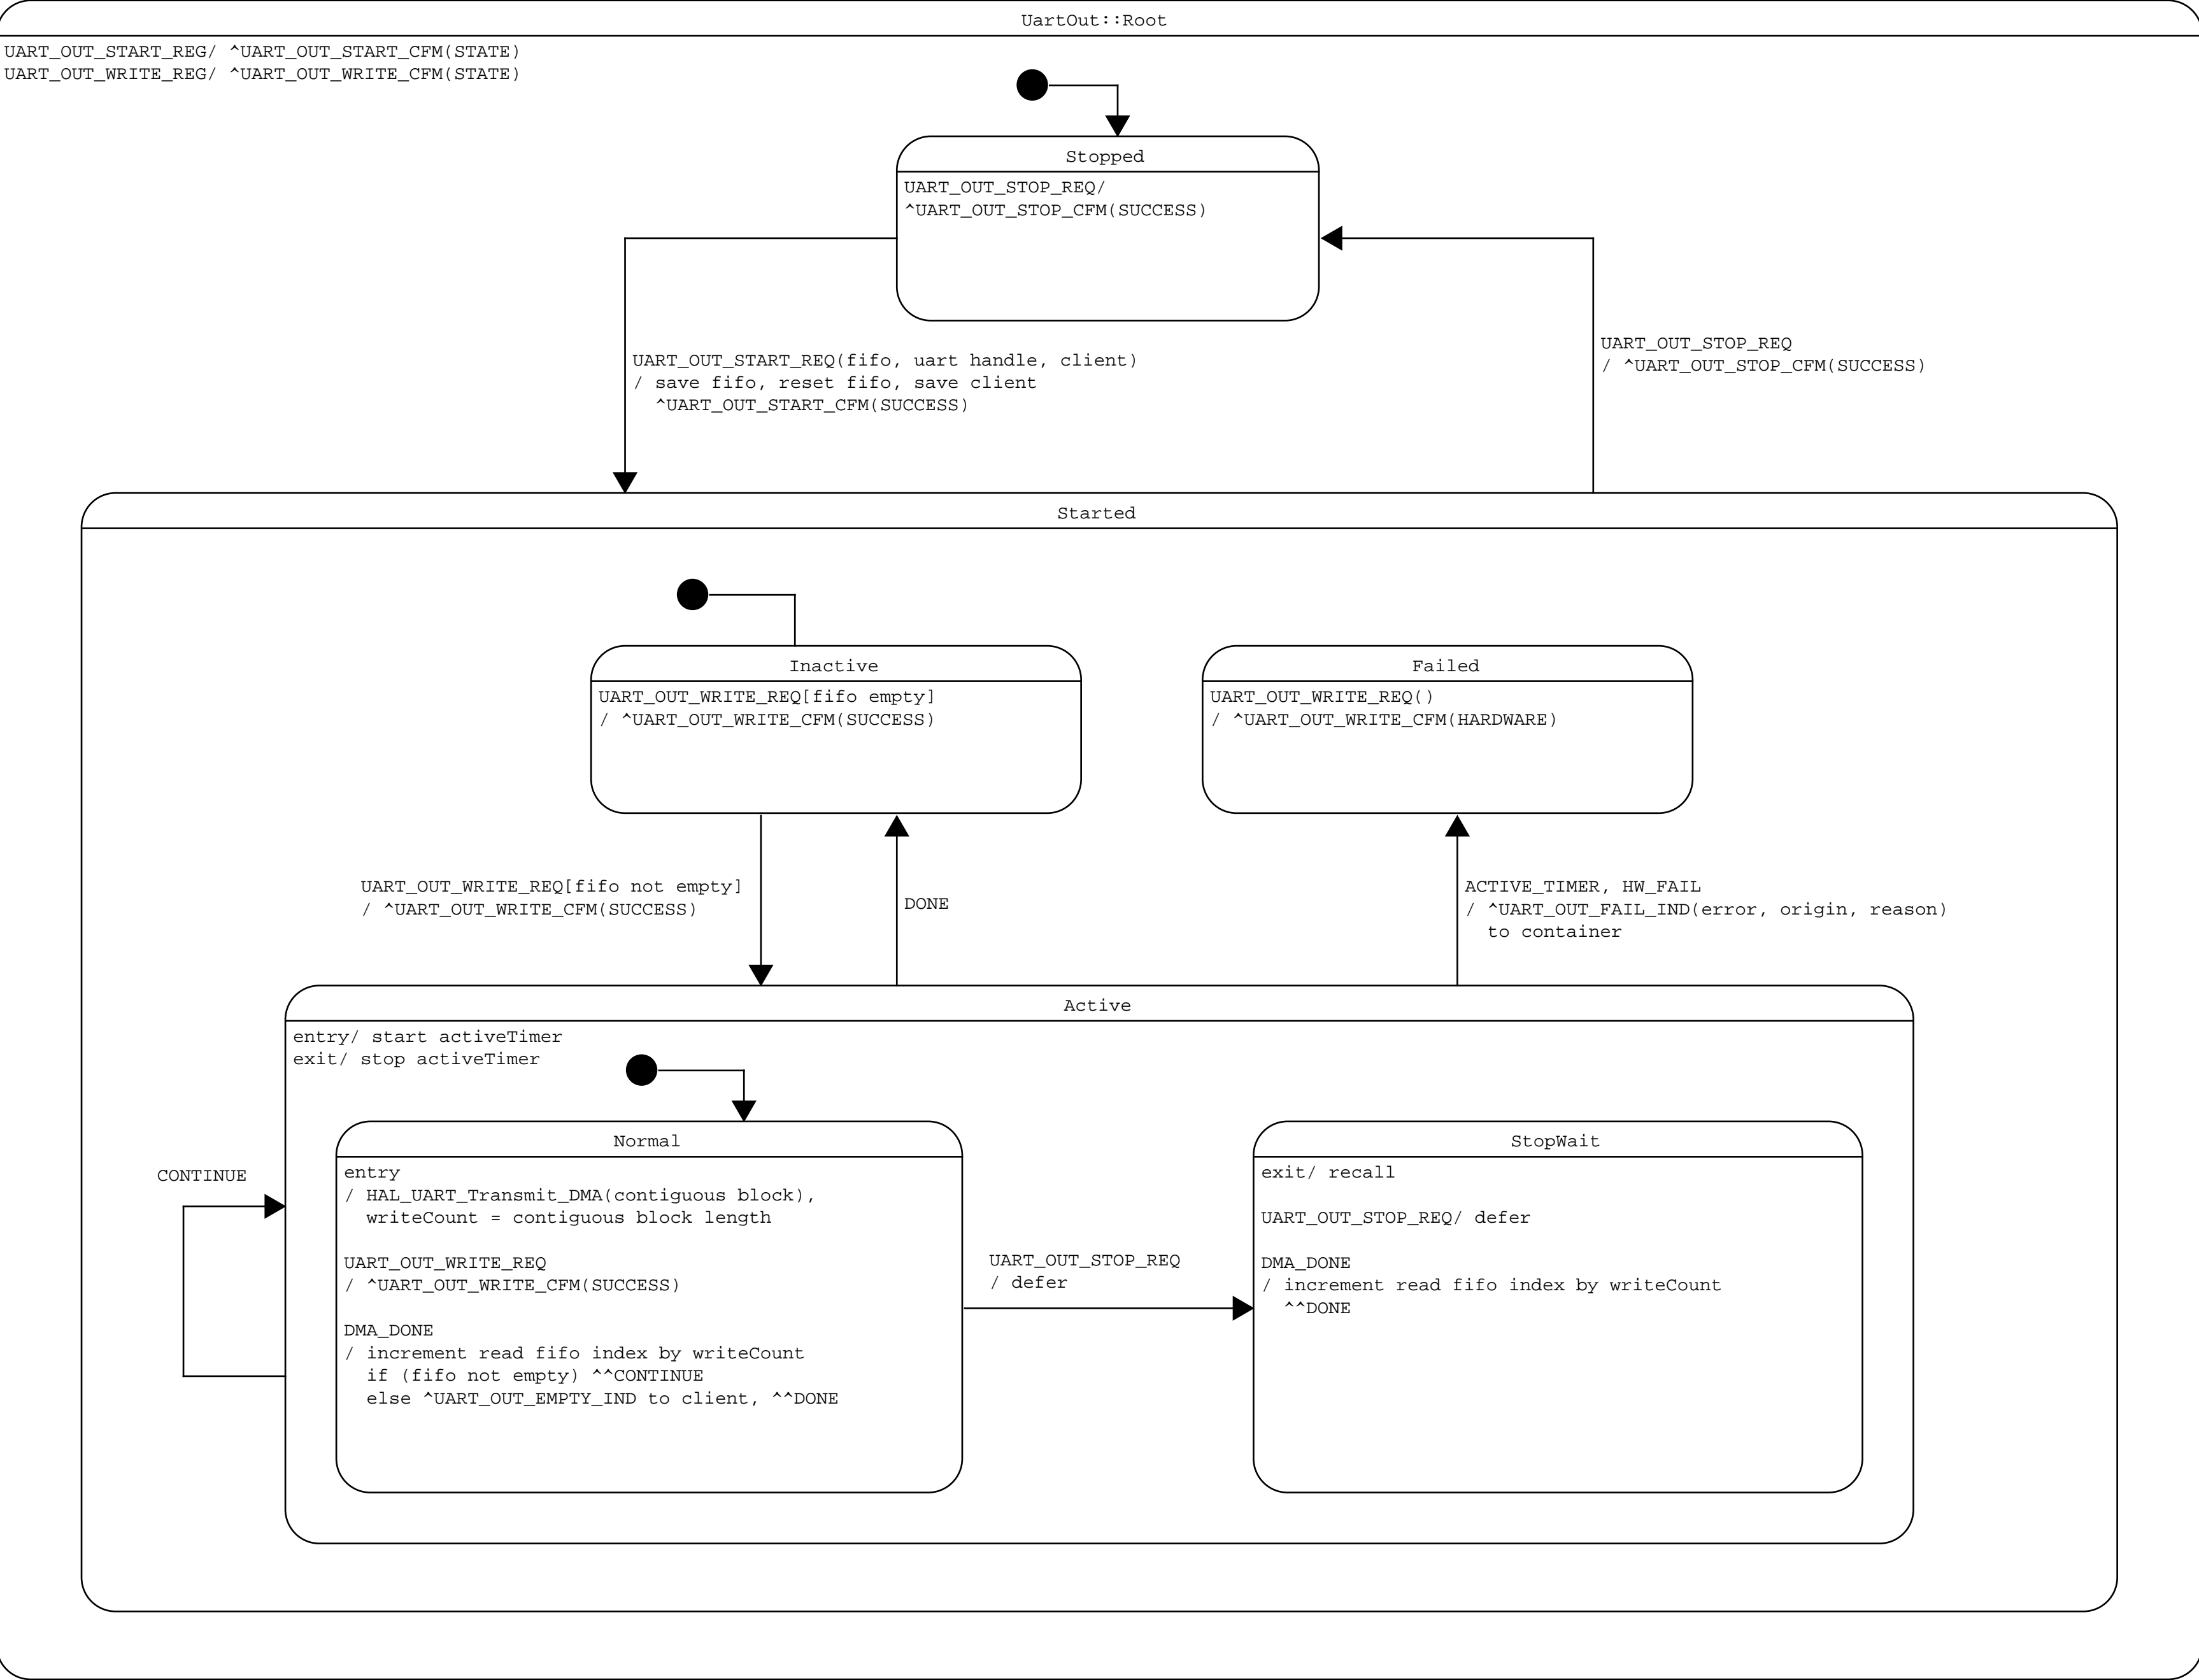 UartOut::Root
UART_OUT_START_REG/ ^UART_OUT_START_CFM(STATE)
UART_OUT_WRITE_REG/ ^UART_OUT_WRITE_CFM(STATE)
Stopped
UART_OUT_STOP_REQ/
^UART_OUT_STOP_CFM(SUCCESS)
UART_OUT_START_REQ(fifo, uart handle, client)
/ save fifo, reset fifo, save client
^UART_OUT_START_CFM(SUCCESS)
UART_OUT_STOP_REQ
/ ^UART_OUT_STOP_CFM(SUCCESS)
Started
Inactive
UART_OUT_WRITE_REQ[fifo empty]
/ ^UART_OUT_WRITE_CFM(SUCCESS)
Failed
UART_OUT_WRITE_REQ()
/ ^UART_OUT_WRITE_CFM(HARDWARE)
UART_OUT_WRITE_REQ[fifo not empty]
/ ^UART_OUT_WRITE_CFM(SUCCESS)
DONE
ACTIVE_TIMER, HW_FAIL
/ ^UART_OUT_FAIL_IND(error, origin, reason)
to container
Active
entry/ start activeTimer
exit/ stop activeTimer
CONTINUE
Normal
entry
/ HAL_UART_Transmit_DMA(contiguous block),
writeCount = contiguous block length
UART_OUT_WRITE_REQ
/ ^UART_OUT_WRITE_CFM(SUCCESS)
DMA_DONE
/ increment read fifo index by writeCount
if (fifo not empty) ^^CONTINUE
else ^UART_OUT_EMPTY_IND to client, ^^DONE
UART_OUT_STOP_REQ
/ defer
StopWait
exit/ recall
UART_OUT_STOP_REQ/ defer
DMA_DONE
/ increment read fifo index by writeCount
^^DONE